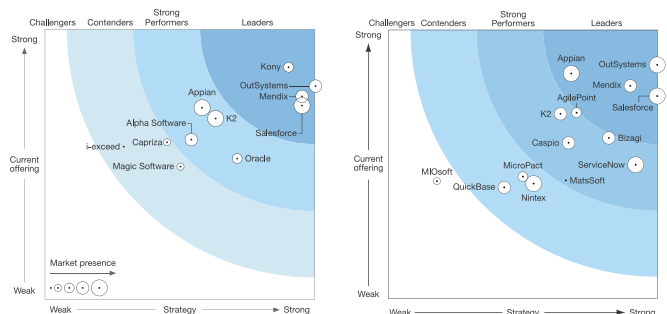 Challengers Contenders Strong Performers Leaders
Strong
Current offering
Weak
Kony
OutSystems
Mendix
Appian
K2
Salesforce
Alpha Software
Capriza
i-exceed
Oracle
Magic Software
Market presence
Weak Strategy Strong
Challengers Contenders Strong Performers Leaders
Strong
Current offering
Weak
Appian
OutSystems
Mendix
AgilePoint
Salesforce
K2
Bizagi
Caspio
MicroPact
ServiceNow
MIOsoft
QuickBase
MatsSoft
Nintex
Weak Strategy Strong